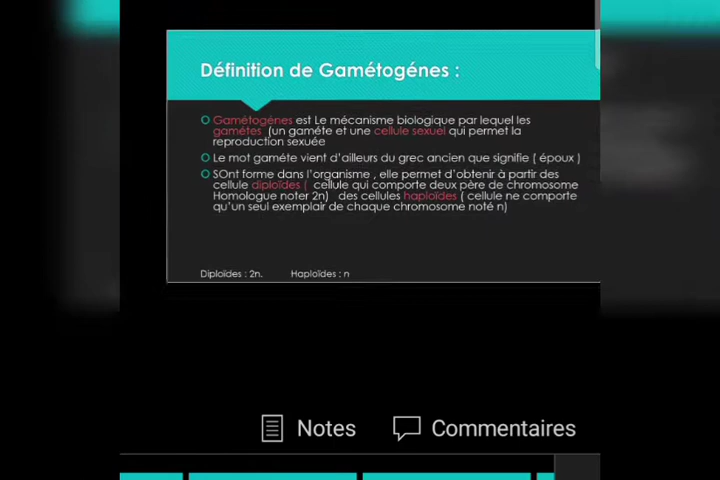 Définition de Gamétogénes :
Gamétogénes est Le mécanisme biologique par lequel les
gamétes (un gaméte et une cellule sexuel qui permet la
reproduction sexuée
Le mot gaméte vient d'ailleurs du grec ancien que signifie ( époux )
SOnt forme dans l'organisme , elle permet d'obtenir à partir des
cellule diploïdes ( cellule qui comporte deux père de chromosome
Homologue noter 2n) des cellules haploïdes ( cellule ne comporte
qu'un seul exemplair de chaque chromosome noté n)
Diploïdes : 2n. Haploïdes : n
Notes Commentaires